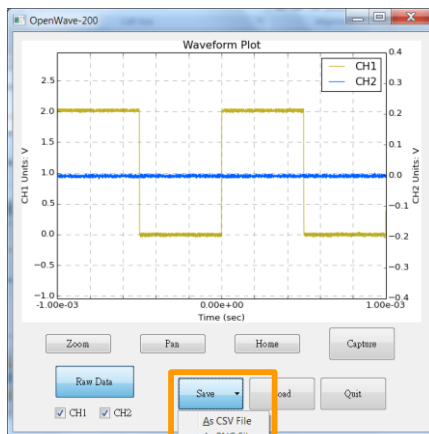 OpenWave-200
Waveform Plot
CH1
CH2
2.5
2.0
1.5
1.0
0.5
0.0
−0.5
−1.0
CH1 Units: V
0.4
0.3
0.2
0.1
0.0
−0.1
−0.2
−0.3
−0.4
CH2 Units: V
-1.00e-03 0.00e+00 1.00e-03
Time (sec)
Zoom Pan Home Capture
Raw Data Save oad Quit
CH1 CH2
As CSV File